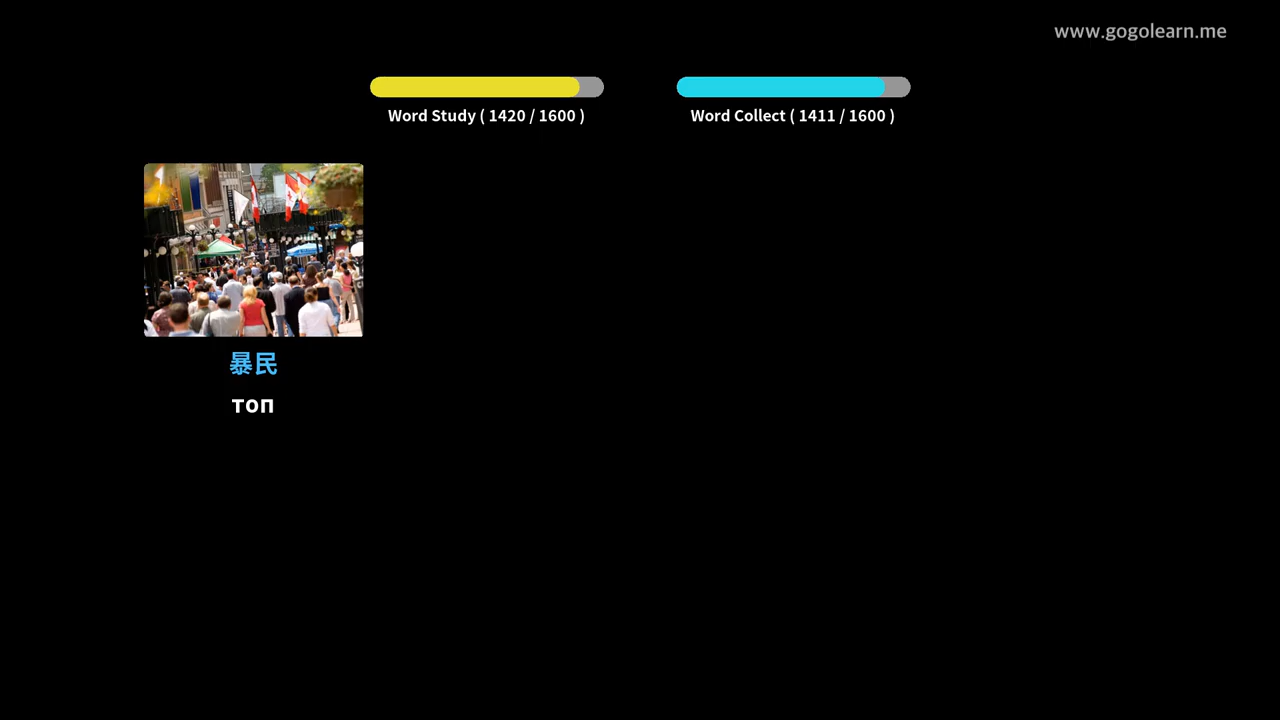 www.gogolearn.me
Word Study ( 1420 / 1600 )
Word Collect ( 1411 / 1600 )
暴民
топ